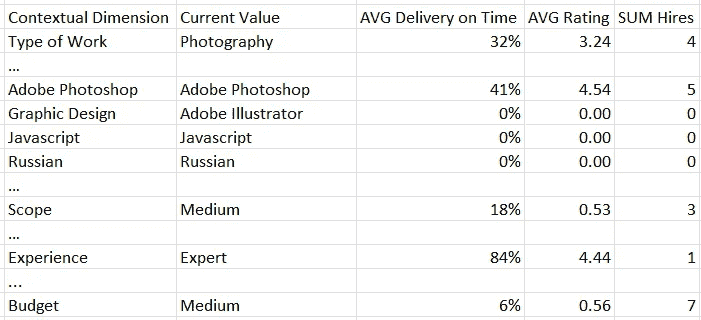 Contextual Dimension Current Value AVG Delivery on Time AVG Rating SUM Hires
Type of Work Photography 32% 3.24 4
...
Adobe Photoshop Adobe Photoshop 41% 4.54 5
Graphic Design Adobe Illustrator 0% 0.00 0
Javascript Javascript 0% 0.00 0
Russian Russian 0% 0.00 0
...
Scope Medium 18% 0.53 3
...
Experience Expert 84% 4.44 1
...
Budget Medium 6% 0.56 7